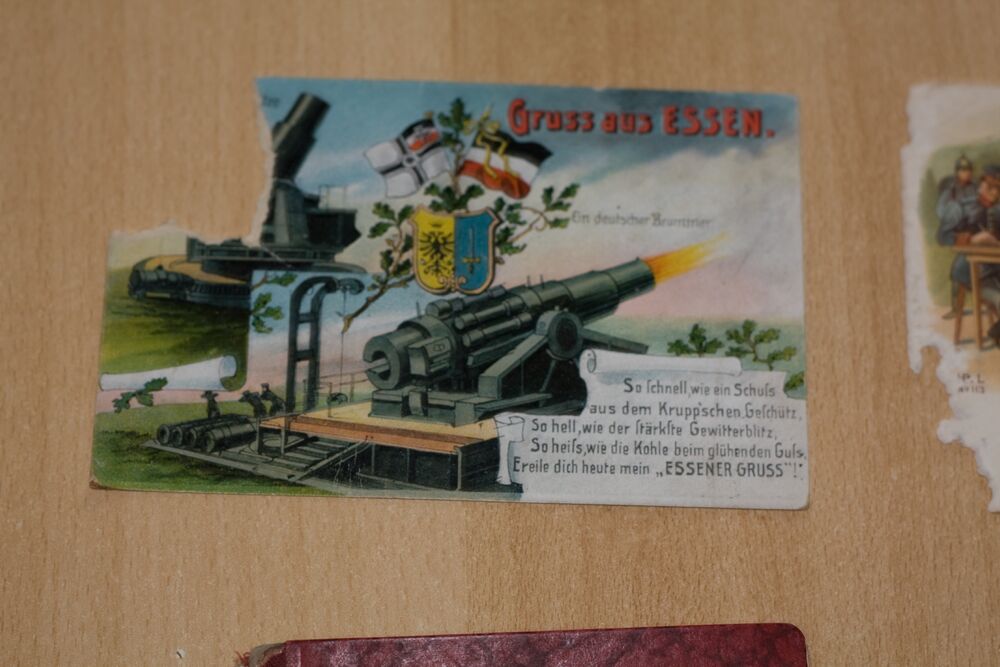 Gruss aus ESSEN.
Ein deutscher Brummer
So ſchnell, wie ein Schuſs
aus dem Krupp'schen, Geſchütz,
So hell, wie der ſtärkſte Gewitterblitz,
So heiſs, wie die Kohle beim glühenden Guſs,
Ereile dich heute mein „ESSENER GRUSS"!